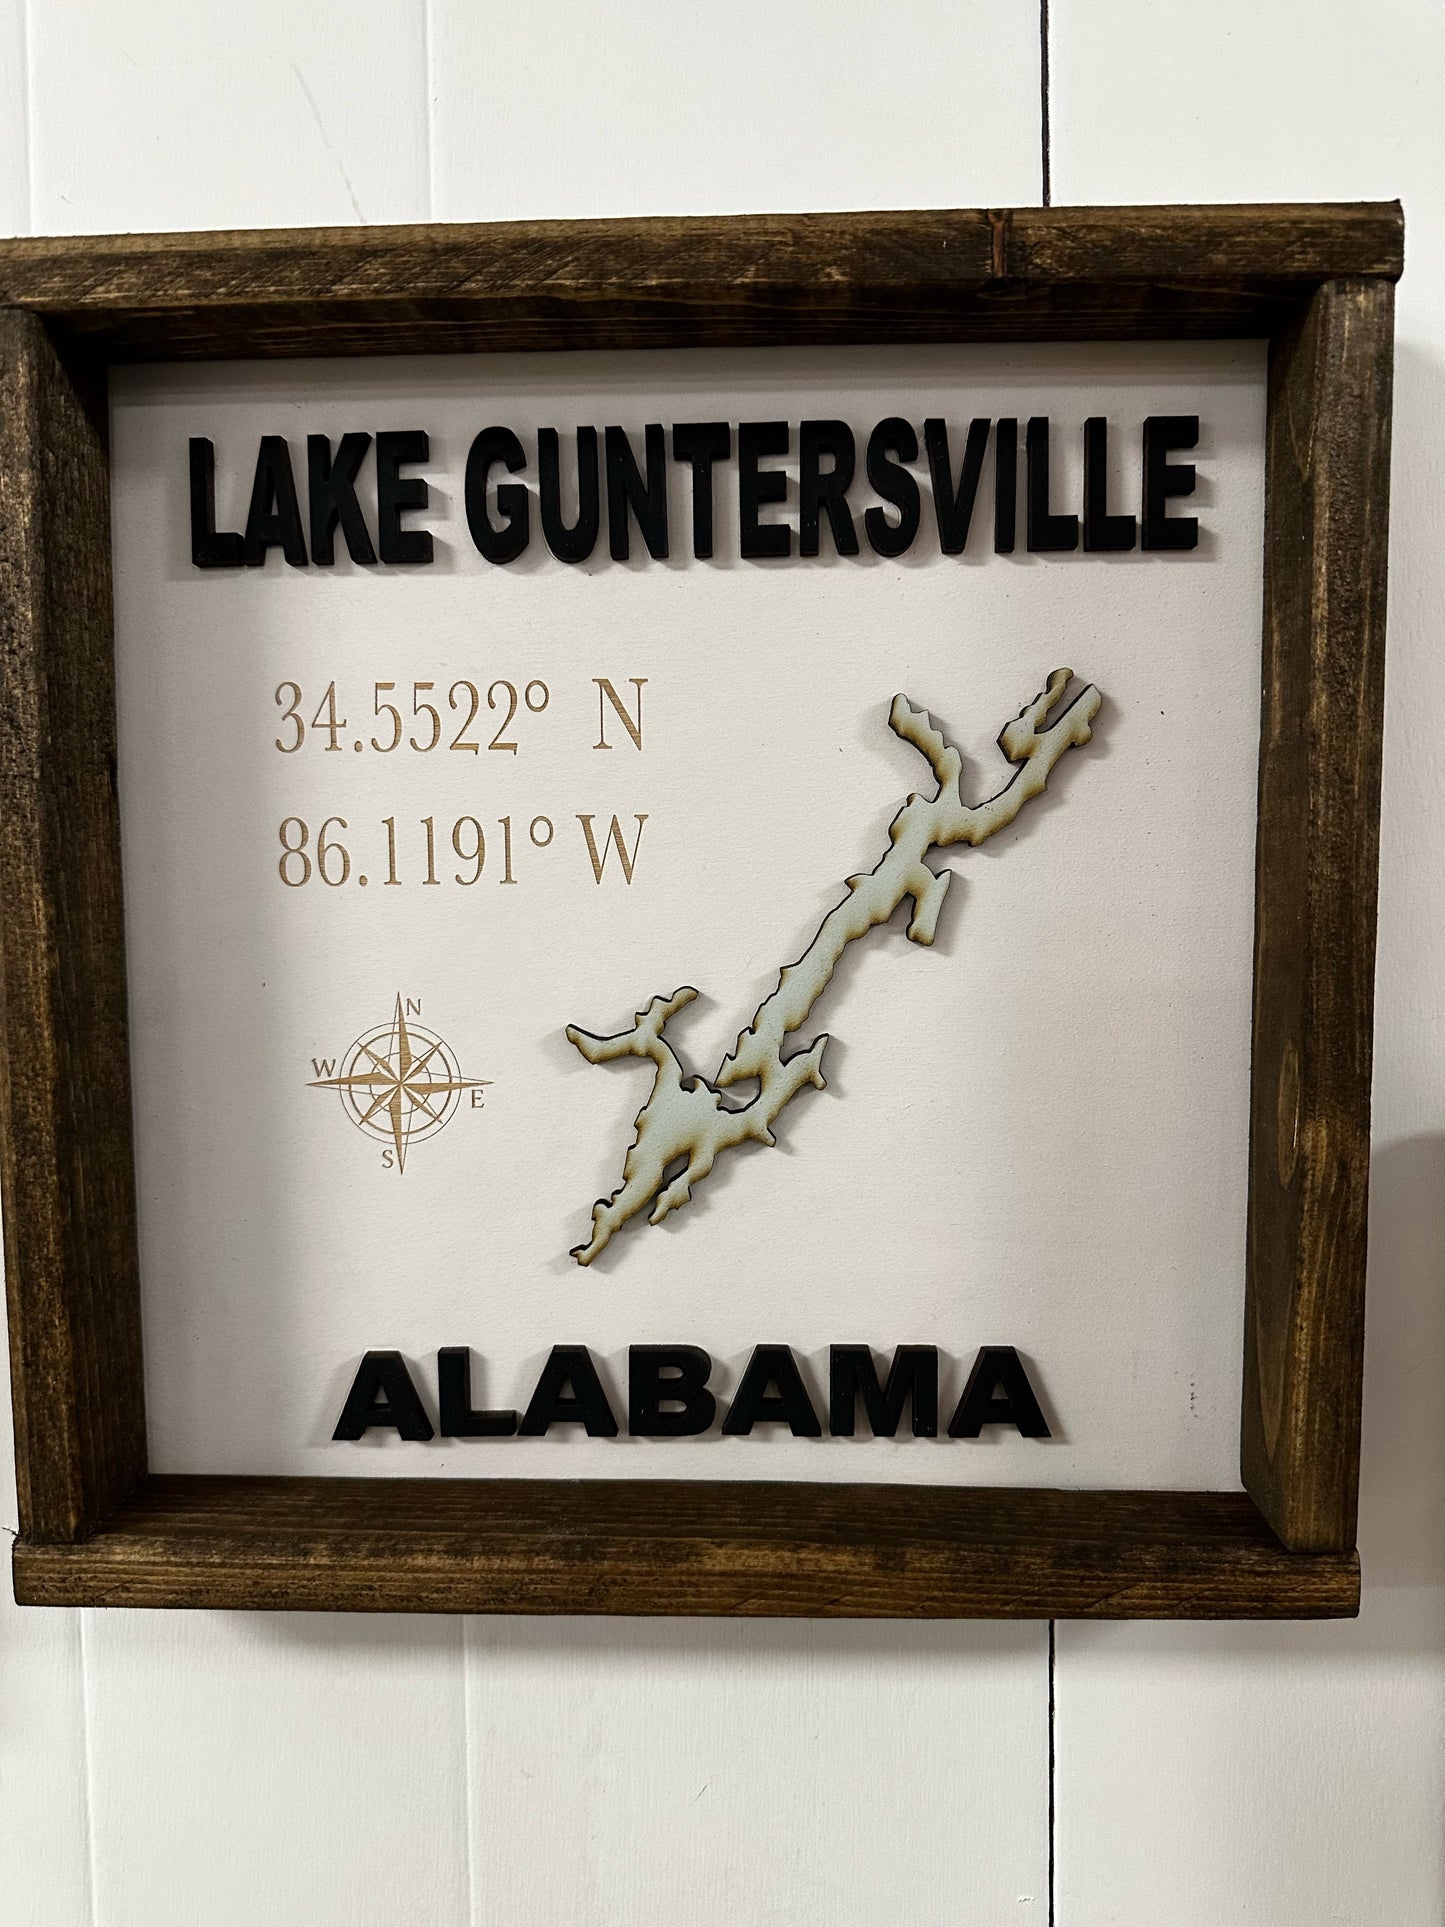 LAKE GUNTERSVILLE
34.5522° N
86.1191° W
N
W
E
S
ALABAMA